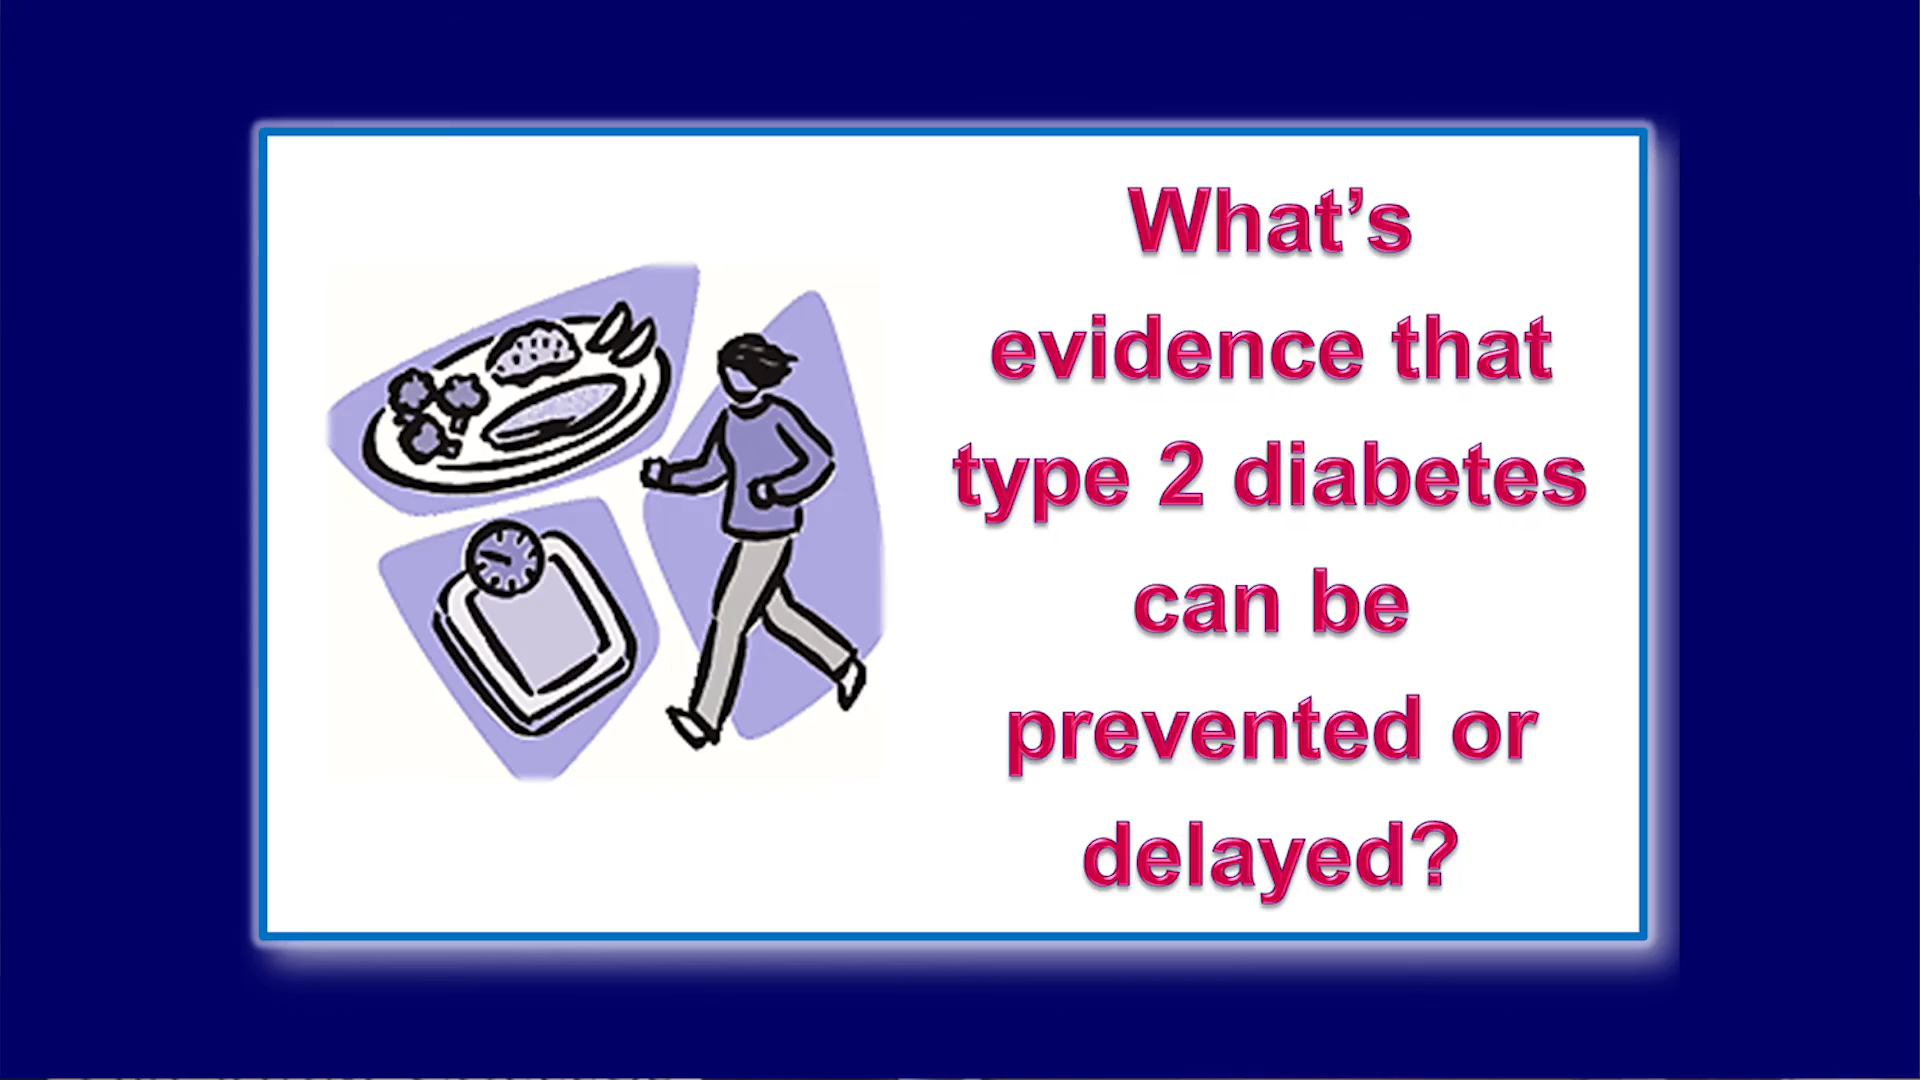 What’s
evidence that
type 2 diabetes
can be
prevented or
delayed?